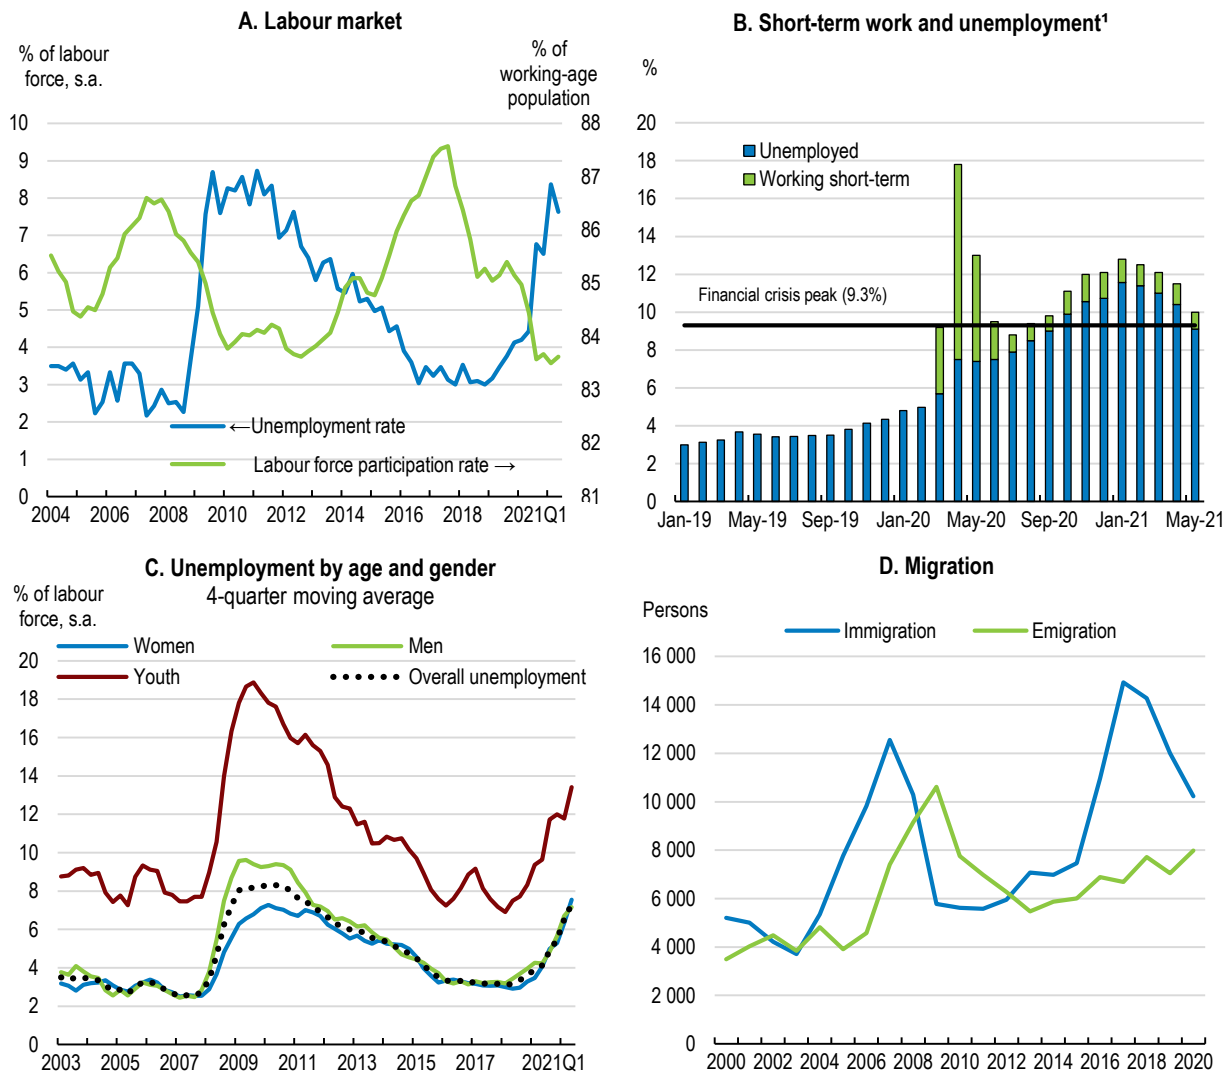 A. Labour market
% of labour
force, s.a.
% of
working-age
population
10
9
8
7
6
5
4
3
2
1
0
88
87
86
85
84
83
82
81
←Unemployment rate
Labour force participation rate →
2004 2006 2008 2010 2012 2014 2016 2018 2021Q1
B. Short-term work and unemployment¹
%
20
18
16
14
12
10
8
6
4
2
0
Unemployed
Working short-term
Financial crisis peak (9.3%)
Jan-19 May-19 Sep-19 Jan-20 May-20 Sep-20 Jan-21 May-21
C. Unemployment by age and gender
4-quarter moving average
% of labour
force, s.a.
Women Men
Youth Overall unemployment
20
18
16
14
12
10
8
6
4
2
0
2003 2005 2007 2009 2011 2013 2015 2017 2021Q1
D. Migration
Persons
Immigration Emigration
16 000
14 000
12 000
10 000
8 000
6 000
4 000
2 000
0
2000 2002 2004 2006 2008 2010 2012 2014 2016 2018 2020